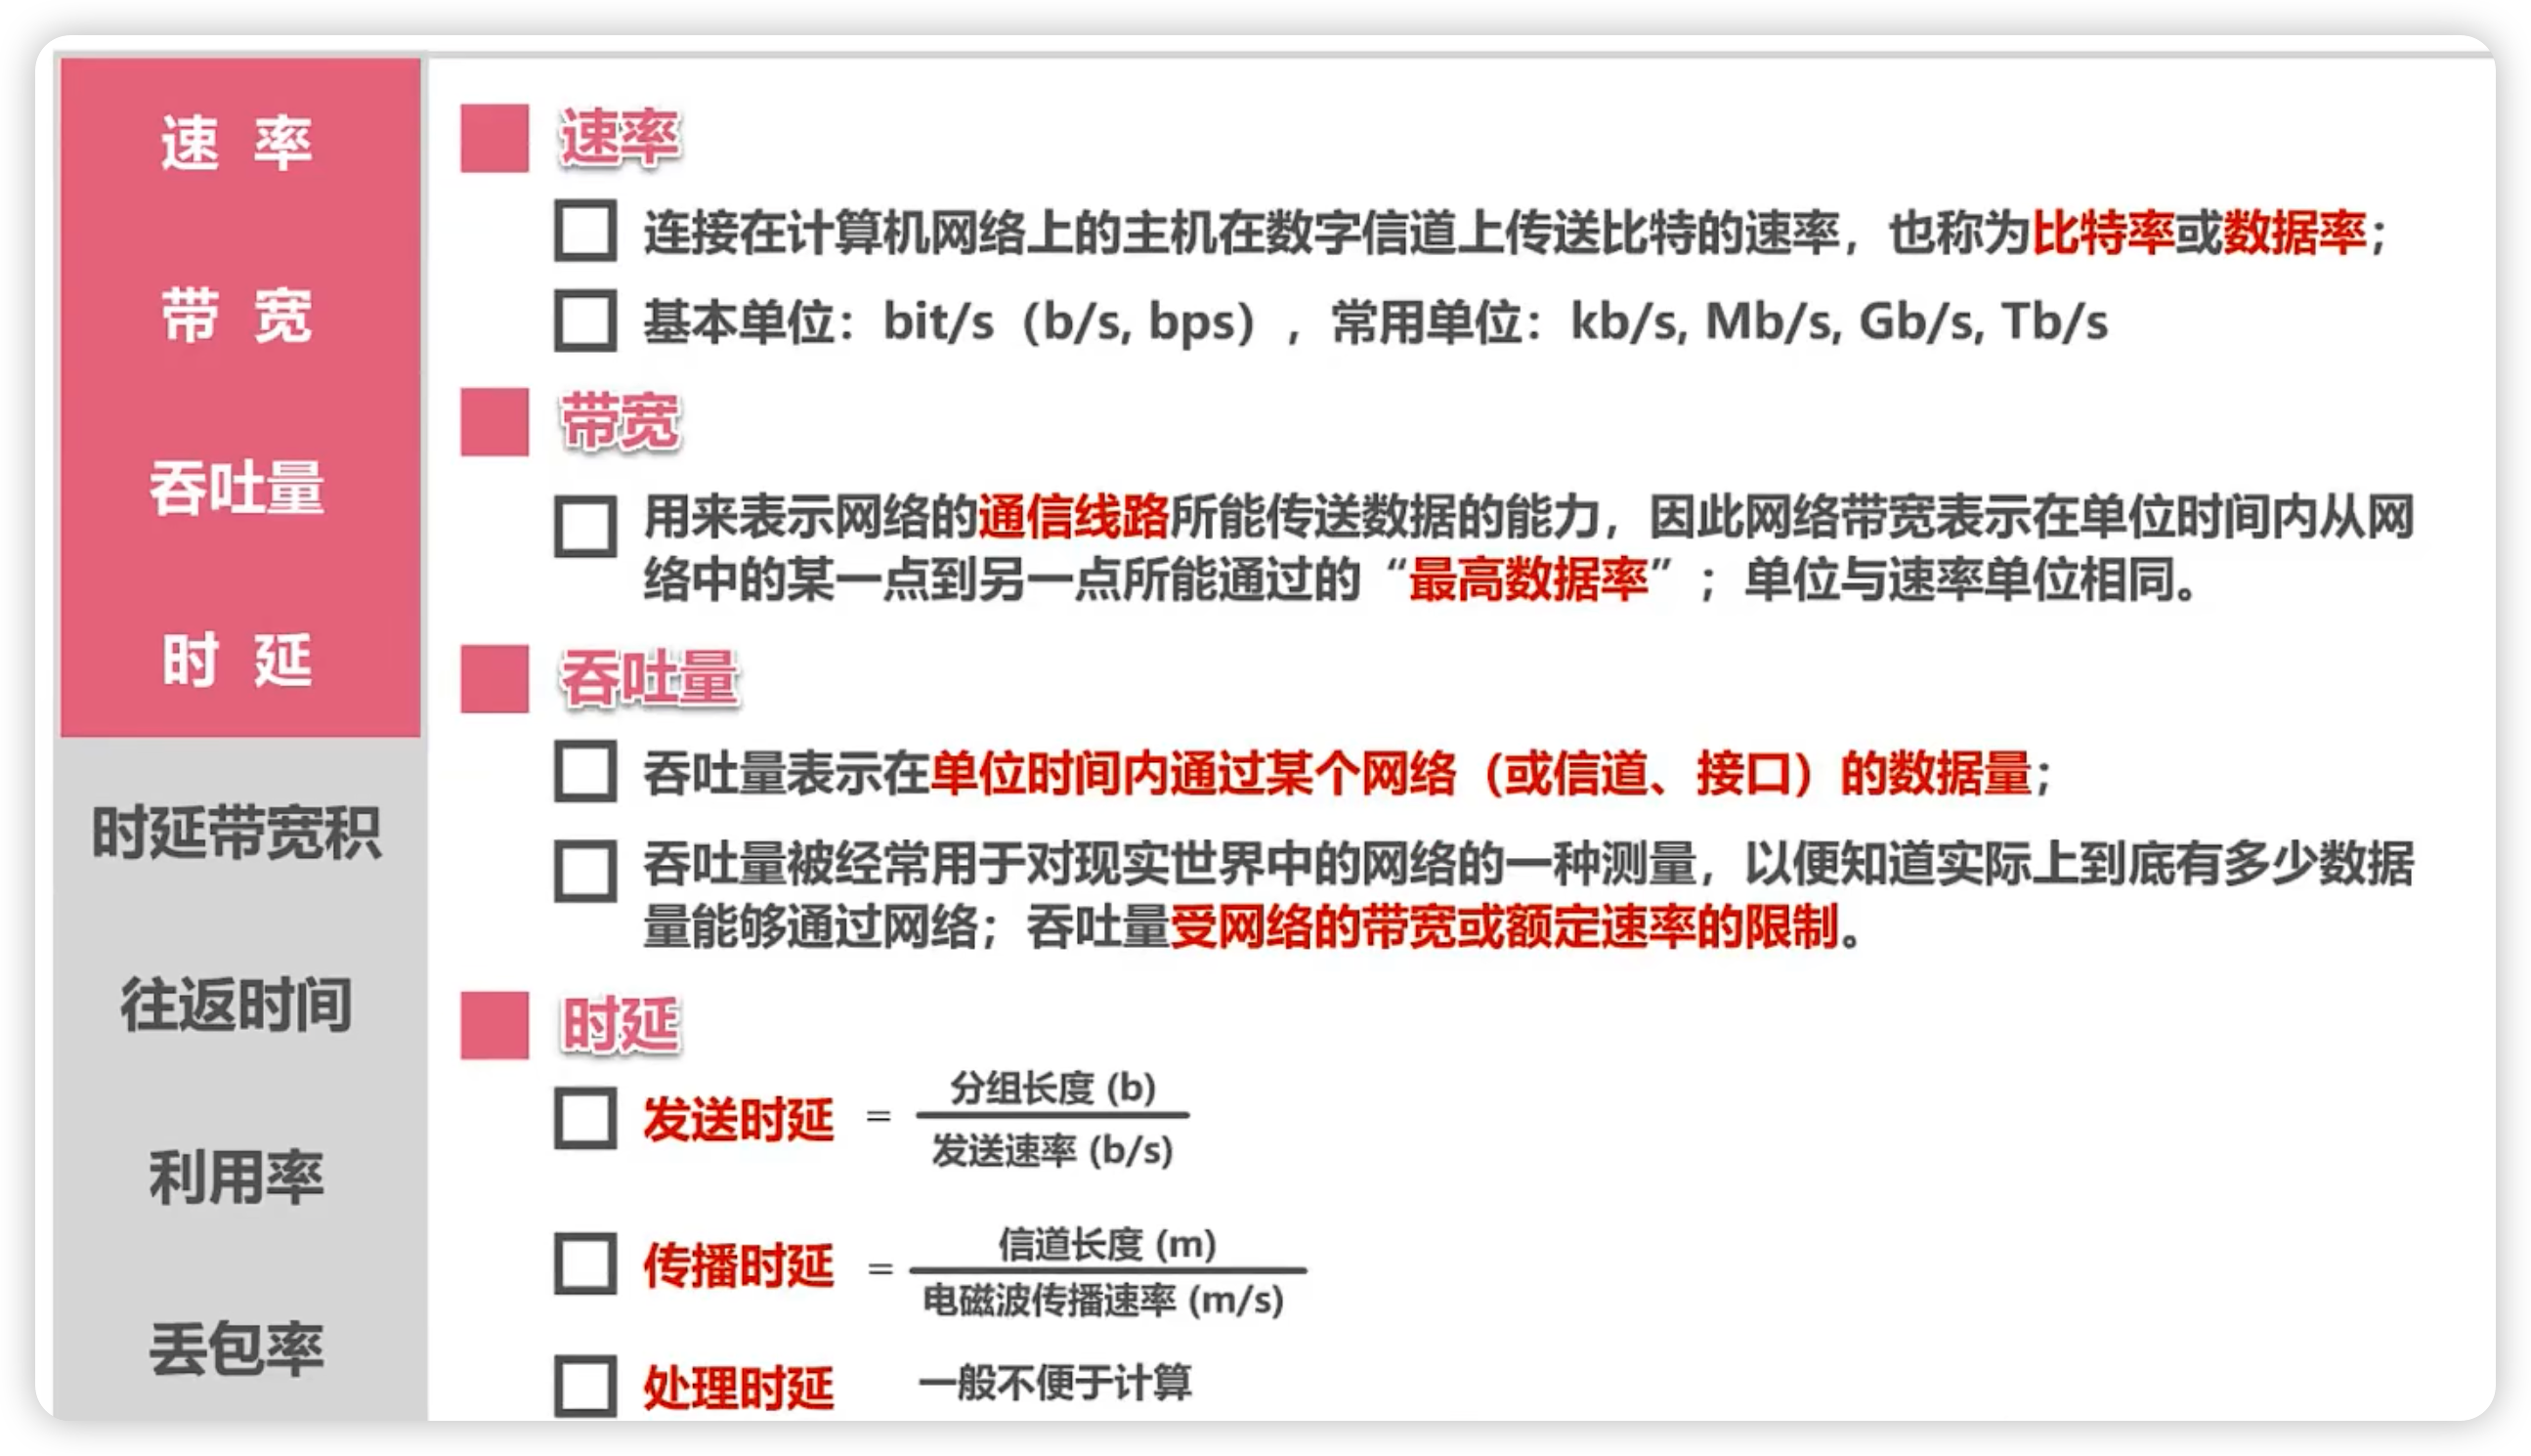 速 率
带 宽
吞吐量
时 延
时延带宽积
往返时间
利用率
丢包率
速率
连接在计算机网络上的主机在数字信道上传送比特的速率，也称为比特率或数据率；
基本单位：bit/s（b/s, bps），常用单位：kb/s, Mb/s, Gb/s, Tb/s
带宽
用来表示网络的通信线路所能传送数据的能力，因此网络带宽表示在单位时间内从网
络中的某一点到另一点所能通过的“最高数据率”；单位与速率单位相同。
吞吐量
吞吐量表示在单位时间内通过某个网络（或信道、接口）的数据量；
吞吐量被经常用于对现实世界中的网络的一种测量，以便知道实际上到底有多少数据
量能够通过网络；吞吐量受网络的带宽或额定速率的限制。
时延
分组长度 (b)
发送时延 =
发送速率 (b/s)
信道长度 (m)
传播时延 =
电磁波传播速率 (m/s)
处理时延 一般不便于计算